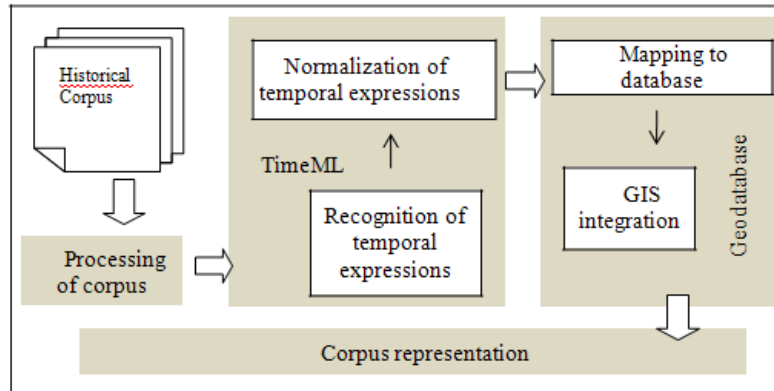 Historical
Corpus
Processing
of corpus
Normalization of
temporal expressions
TimeML
Recognition of
temporal
expressions
Mapping to
database
GIS
integration
Geodatabase
Corpus representation